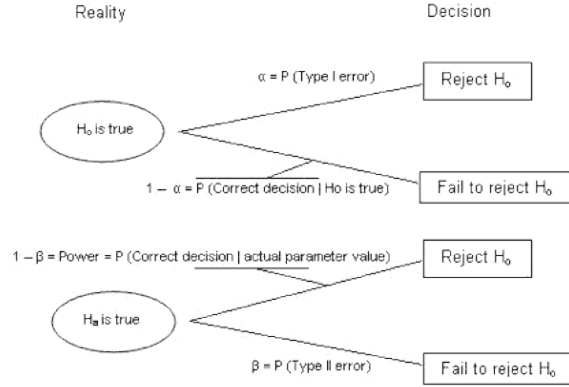 Reality
Decision
α = P (Type I error)
Reject Hₒ
Hₒ is true
1 – α = P (Correct decision | Ho is true)
Fail to reject Hₒ
1 – β = Power = P (Correct decision | actual parameter value)
Reject Hₒ
Hₐ is true
β = P (Type II error)
Fail to reject Hₒ